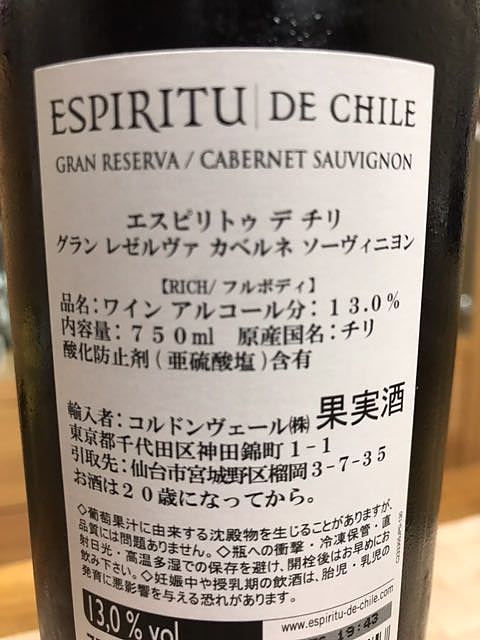 ESPIRITU DE CHILE
GRAN RESERVA / CABERNET SAUVIGNON
エスピリトゥ デ チリ
グラン レゼルヴァ カベルネ ソーヴィニヨン
【RICH/ フルボディ】
品名：ワイン アルコール分：１３.０%
内容量：７５０ml 原産国名：チリ
酸化防止剤(亜硫酸塩)含有
輸入者：コルドンヴェール㈱ 果実酒
東京都千代田区神田錦町１-１
引取先：仙台市宮城野区榴岡３-７-３５
お酒は２０歳になってから。
◇葡萄果汁に由来する沈殿物を生じることがありますが、
品質には問題ありません。◇瓶への衝撃・冷凍保管・直
射日光・高温多湿での保存を避け、開栓後はお早めにお
飲み下さい。◇妊娠中や授乳期の飲酒は、胎児・乳児の
発育に悪影響を与える恐れがあります。
www.espiritu-de-chile.com
13,0 % vol
19:43